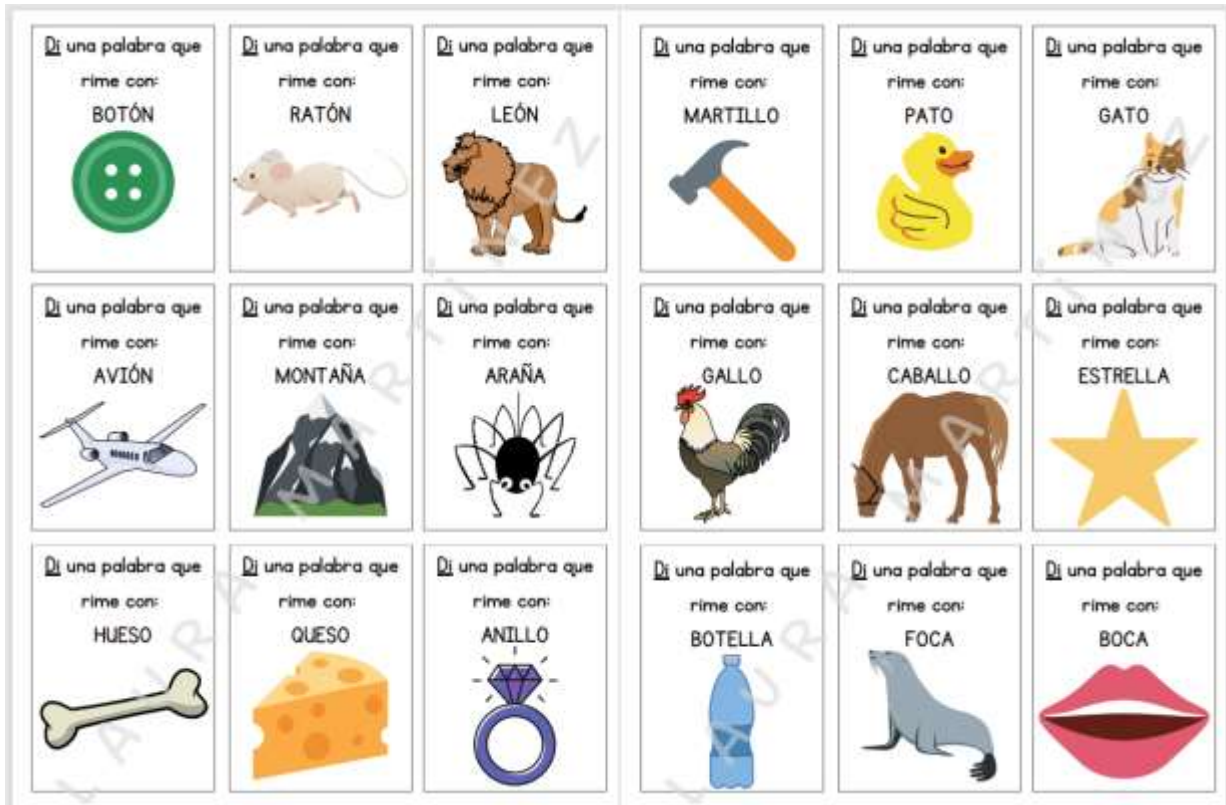 Di una palabra que
rime con:
BOTÓN
Di una palabra que
rime con:
RATÓN
Di una palabra que
rime con:
LEÓN
Di una palabra que
rime con:
AVIÓN
Di una palabra que
rime con:
MONTAÑA
Di una palabra que
rime con:
ARAÑA
Di una palabra que
rime con:
HUESO
Di una palabra que
rime con:
QUESO
Di una palabra que
rime con:
ANILLO
LAURA MARTÍNEZ
Di una palabra que
rime con:
MARTILLO
Di una palabra que
rime con:
PATO
Di una palabra que
rime con:
GATO
Di una palabra que
rime con:
GALLO
Di una palabra que
rime con:
CABALLO
Di una palabra que
rime con:
ESTRELLA
Di una palabra que
rime con:
BOTELLA
Di una palabra que
rime con:
FOCA
Di una palabra que
rime con:
BOCA
LAURA MARTÍNEZ